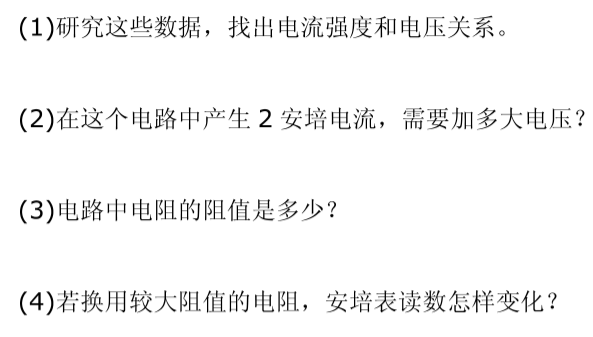 (1)研究这些数据，找出电流强度和电压关系。
(2)在这个电路中产生 2 安培电流，需要加多大电压？
(3)电路中电阻的阻值是多少？
(4)若换用较大阻值的电阻，安培表读数怎样变化？